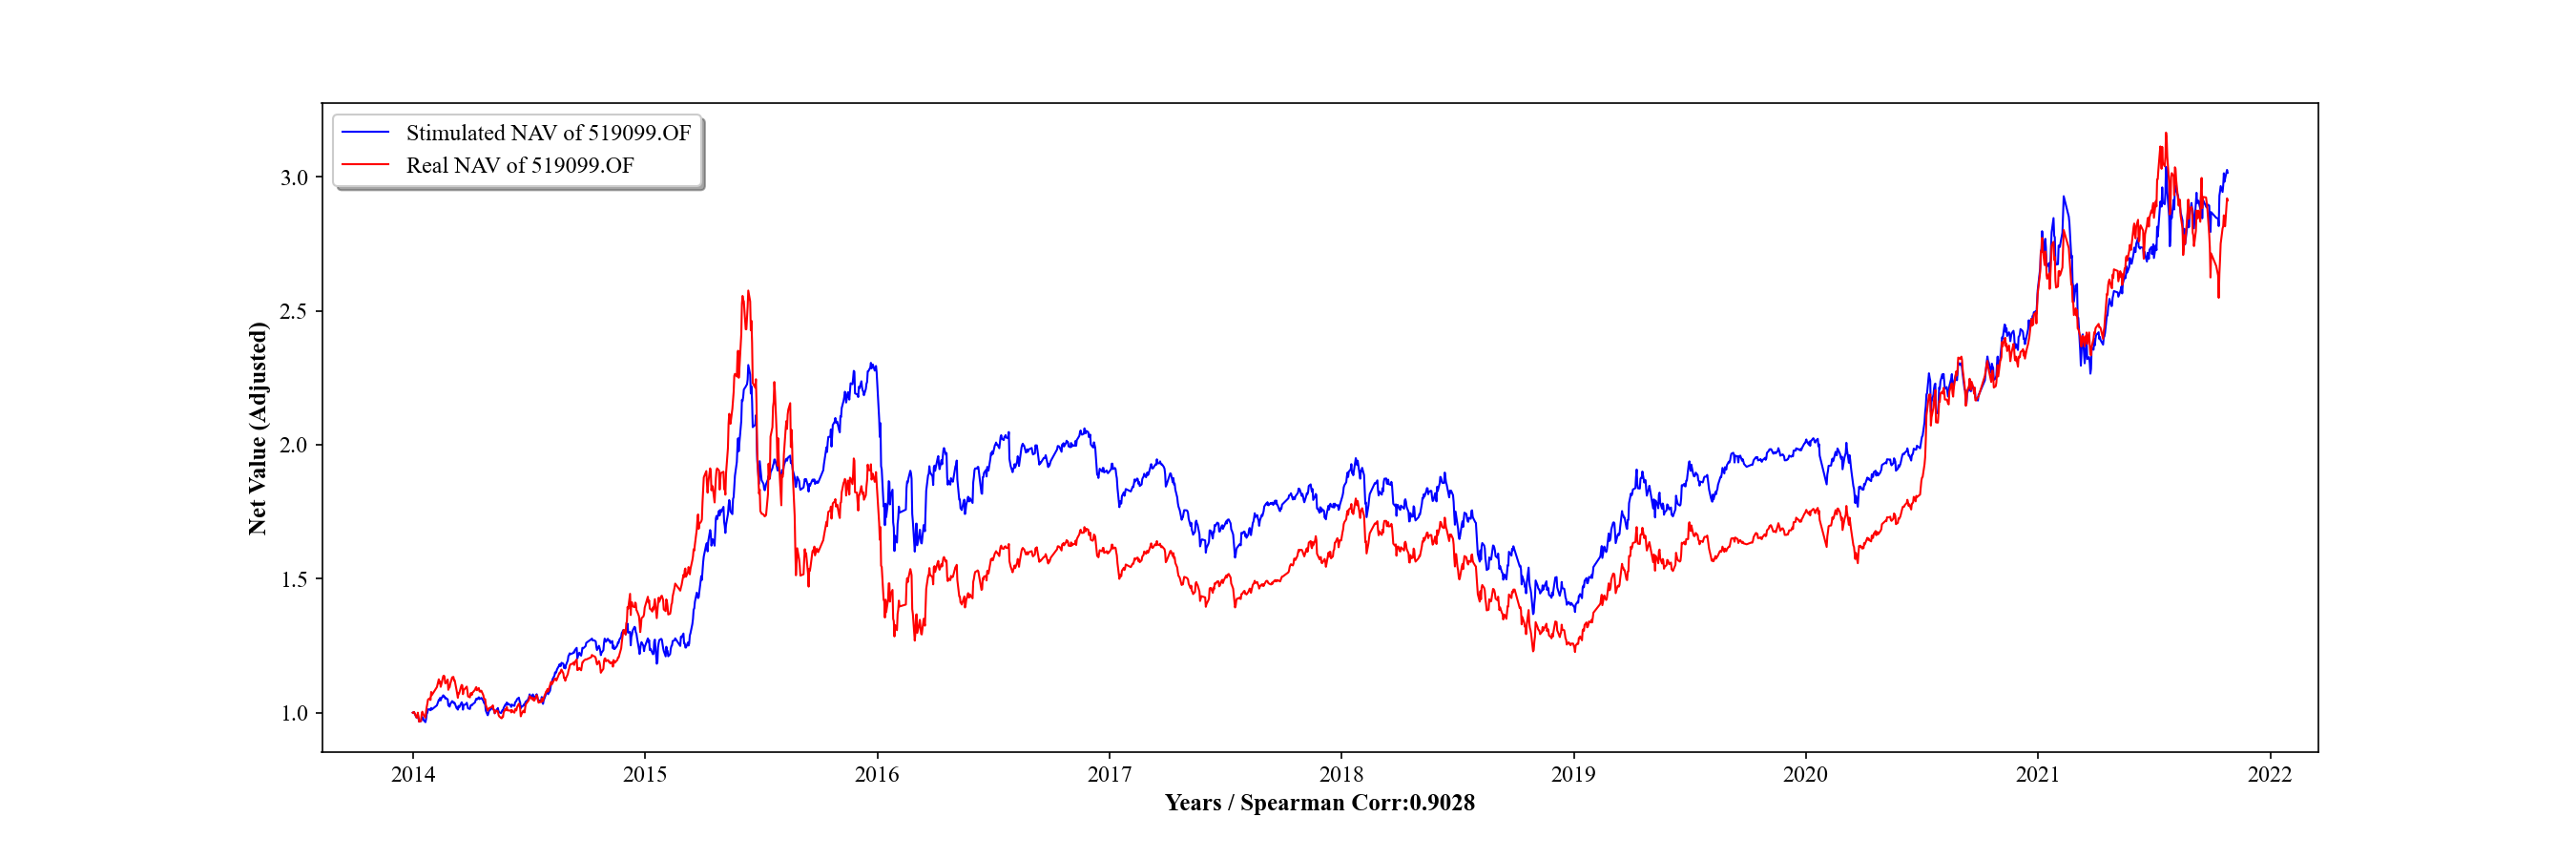 Stimulated NAV of 519099.OF
Real NAV of 519099.OF
Net Value (Adjusted)
3.0
2.5
2.0
1.5
1.0
2014 2015 2016 2017 2018 2019 2020 2021 2022
Years / Spearman Corr:0.9028